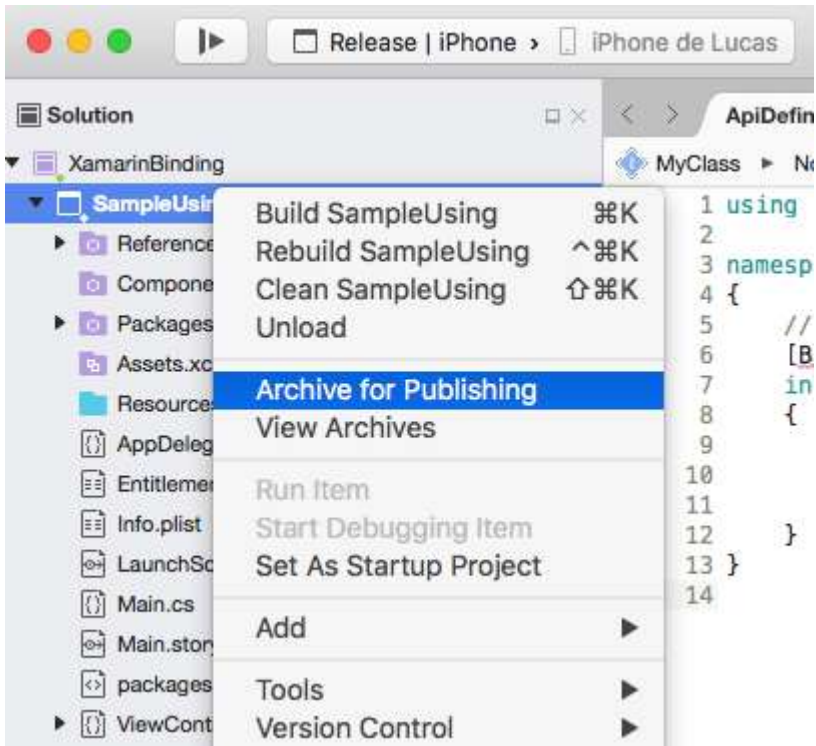 Release | iPhone › iPhone de Lucas
Solution
ApiDefin
XamarinBinding
MyClass ▸ No
SampleUsin
Reference
Compone
Packages
Assets.xc
Resource
AppDeleg
Entitlemen
Info.plist
LaunchSc
Main.cs
Main.story
packages
ViewCont
Build SampleUsing ⌘K
Rebuild SampleUsing ^⌘K
Clean SampleUsing ⇧⌘K
Unload
Archive for Publishing
View Archives
Run Item
Start Debugging Item
Set As Startup Project
Add
Tools
Version Control
1 using
2
3 namesp
4 {
5 //
6 [B
7 in
8 {
9
10
11
12 }
13 }
14